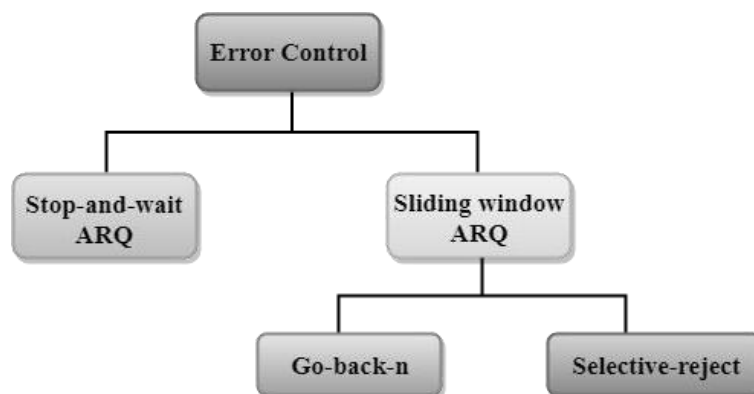 Error Control
Stop-and-wait
ARQ
Sliding window
ARQ
Go-back-n
Selective-reject